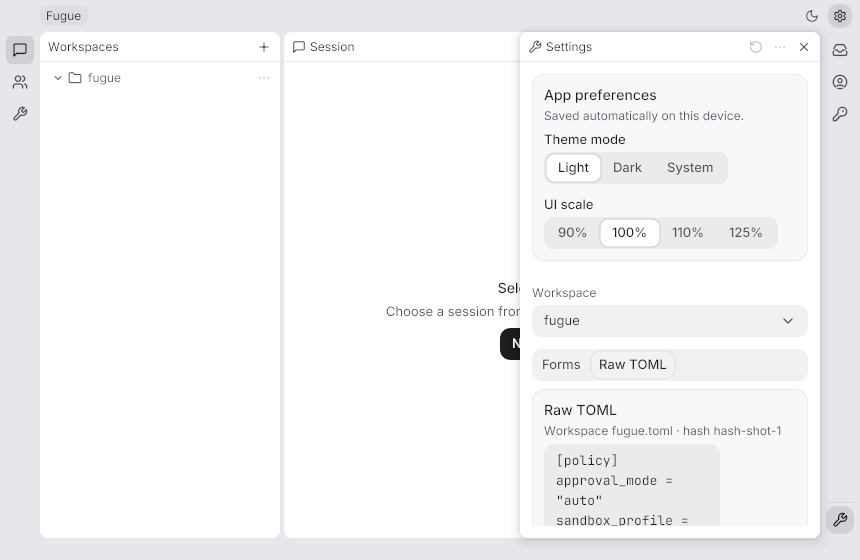 Fugue
Workspaces
fugue
Session
Choose a session from
Settings
App preferences
Saved automatically on this device.
Theme mode
Light Dark System
UI scale
90% 100% 110% 125%
Workspace
fugue
Forms Raw TOML
Raw TOML
Workspace fugue.toml · hash hash-shot-1
[policy]
approval_mode =
"auto"
sandbox_profile =